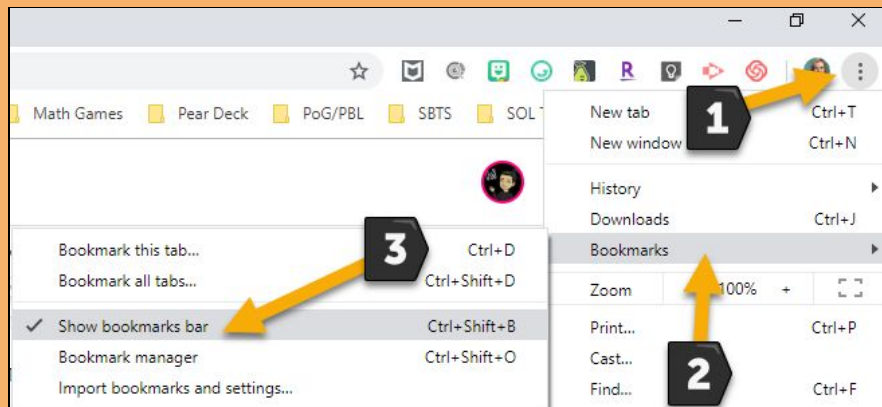 R
Math Games
Pear Deck
PoG/PBL
SBTS
SOL
1
New tab Ctrl+T
New window Ctrl+N
History
Downloads Ctrl+J
Bookmarks
Zoom 100% +
Print... Ctrl+P
Cast...
Find... Ctrl+F
2
3
Bookmark this tab... Ctrl+D
Bookmark all tabs... Ctrl+Shift+D
Show bookmarks bar Ctrl+Shift+B
Bookmark manager Ctrl+Shift+O
Import bookmarks and settings...